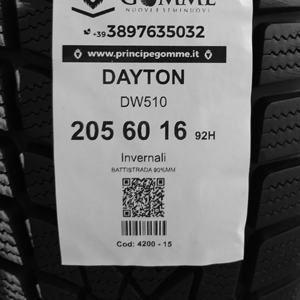 GOMME
NUOVE E SEMINUOVE
+39 3897635032
www.principegomme.it
DAYTON
DW510
205 60 16 92H
Invernali
BATTISTRADA 90%MM
Cod: 4200 - 15